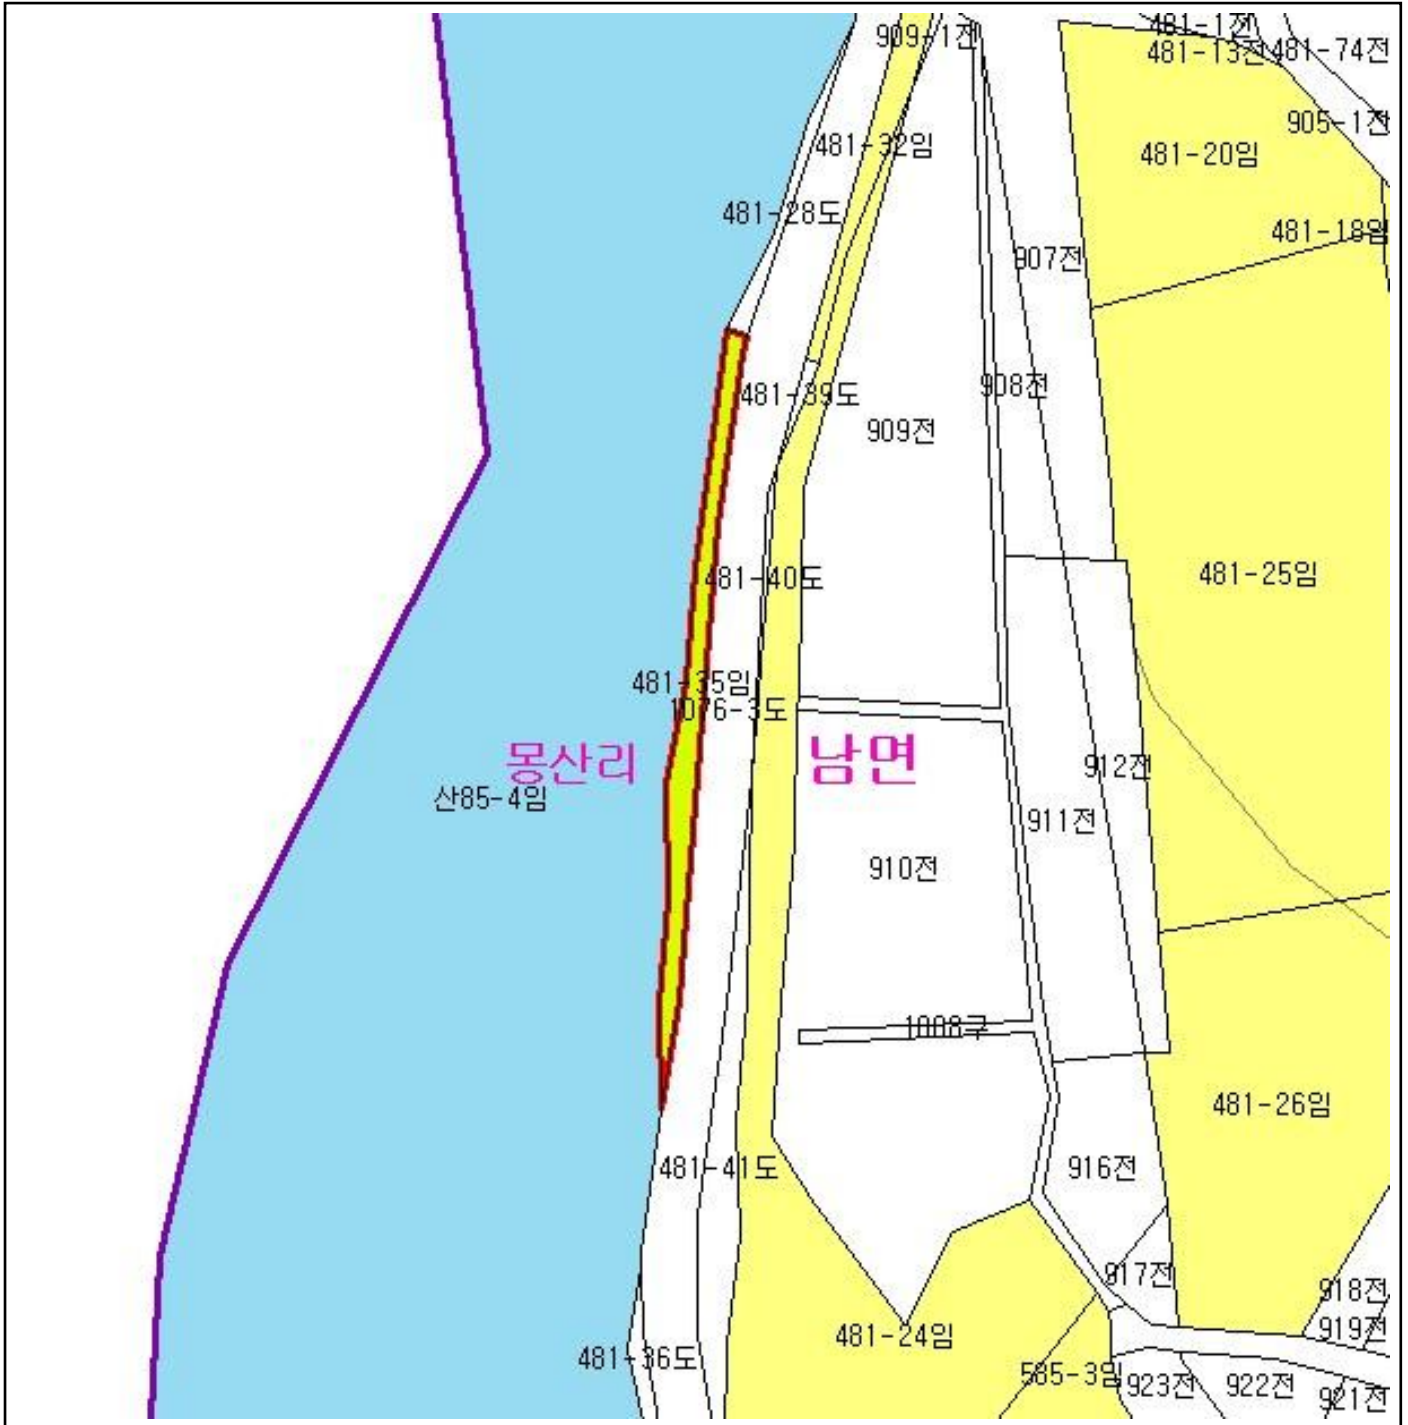 481-1전
909-1전
481-13전
481-74전
905-1전
481-32임
481-20임
481-28도
481-18임
907전
908전
481-39도
909전
481-25임
481-40도
481-35임
1076-3도
몽산리
남면
912전
산85-4임
911전
910전
1008구
481-26임
481-41도
916전
917전
918전
919전
481-24임
481-36도
585-3임
923전
922전
921전